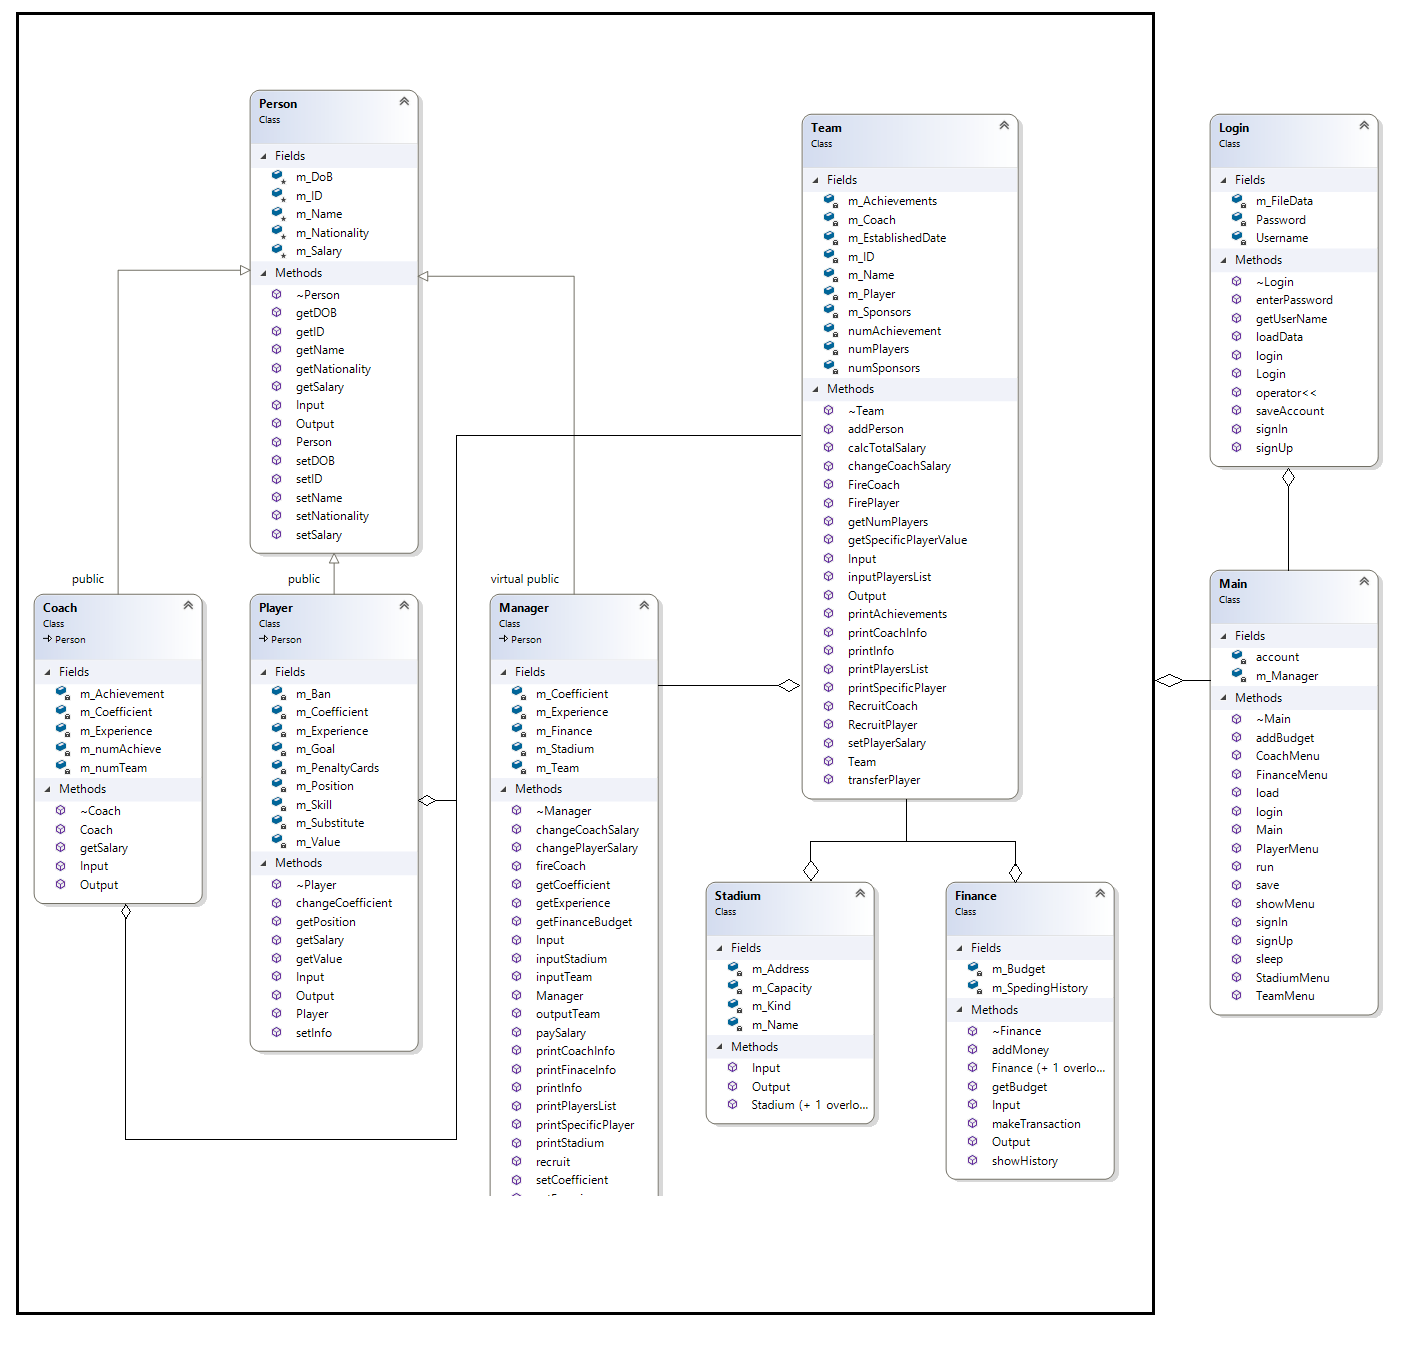 Person
Class
Fields
m_DoB
m_ID
m_Name
m_Nationality
m_Salary
Methods
~Person
getDOB
getID
getName
getNationality
getSalary
Input
Output
Person
setDOB
setID
setName
setNationality
setSalary
Team
Class
Fields
m_Achievements
m_Coach
m_EstablishedDate
m_ID
m_Name
m_Player
m_Sponsors
numAchievement
numPlayers
numSponsors
Methods
~Team
addPerson
calcTotalSalary
changeCoachSalary
FireCoach
FirePlayer
getNumPlayers
getSpecificPlayerValue
Input
inputPlayersList
Output
printAchievements
printCoachInfo
printInfo
printPlayersList
printSpecificPlayer
RecruitCoach
RecruitPlayer
setPlayerSalary
Team
transferPlayer
Login
Class
Fields
m_FileData
Password
Username
Methods
~Login
enterPassword
getUserName
loadData
login
Login
operator<<
saveAccount
signIn
signUp
public
public
virtual public
Coach
Class
Person
Fields
m_Achievement
m_Coefficient
m_Experience
m_numAchieve
m_numTeam
Methods
~Coach
Coach
getSalary
Input
Output
Player
Class
Person
Fields
m_Ban
m_Coefficient
m_Experience
m_Goal
m_PenaltyCards
m_Position
m_Skill
m_Substitute
m_Value
Methods
~Player
changeCoefficient
getPosition
getSalary
getValue
Input
Output
Player
setInfo
Manager
Class
Person
Fields
m_Coefficient
m_Experience
m_Finance
m_Stadium
m_Team
Methods
~Manager
changeCoachSalary
changePlayerSalary
fireCoach
getCoefficient
getExperience
getFinanceBudget
Input
inputStadium
inputTeam
Manager
outputTeam
paySalary
printCoachInfo
printFinaceInfo
printInfo
printPlayersList
printSpecificPlayer
printStadium
recruit
setCoefficient
Stadium
Class
Fields
m_Address
m_Capacity
m_Kind
m_Name
Methods
Input
Output
Stadium (+ 1 overlo...
Finance
Class
Fields
m_Budget
m_SpedingHistory
Methods
~Finance
addMoney
Finance (+ 1 overlo...
getBudget
Input
makeTransaction
Output
showHistory
Main
Class
Fields
account
m_Manager
Methods
~Main
addBudget
CoachMenu
FinanceMenu
load
login
Main
PlayerMenu
run
save
showMenu
signIn
signUp
sleep
StadiumMenu
TeamMenu